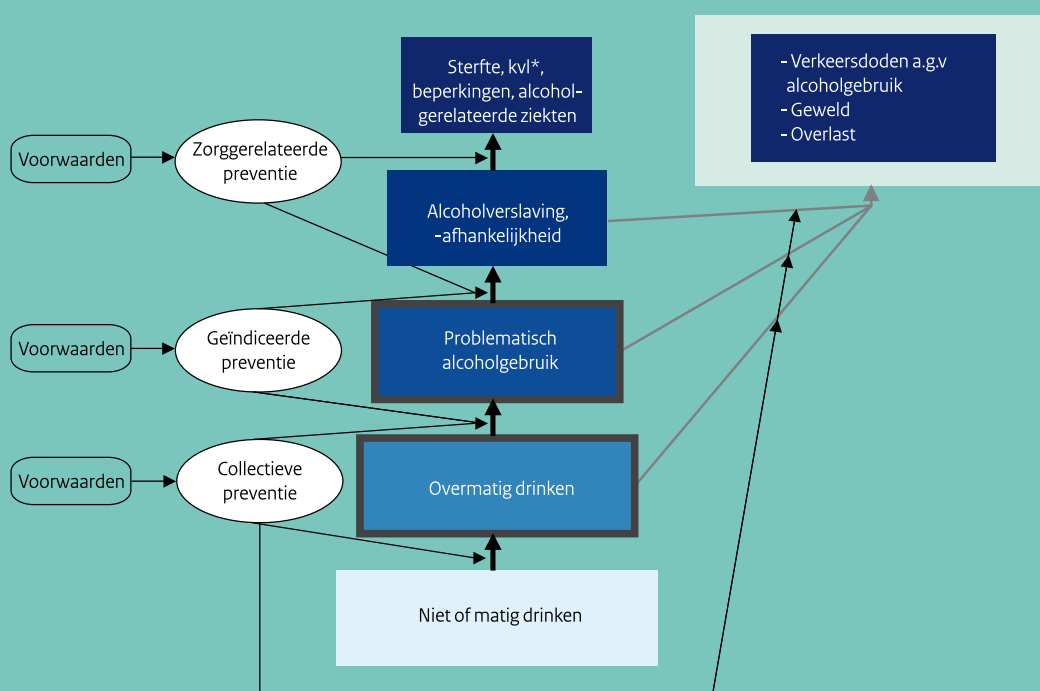 Sterfte, kvl*,
beperkingen, alcohol-
gerelateerde ziekten
- Verkeersdoden a.g.v
alcoholgebruik
- Geweld
- Overlast
Voorwaarden
Zorggerelateerde
preventie
Alcoholverslaving,
-afhankelijkheid
Voorwaarden
Geïndiceerde
preventie
Problematisch
alcoholgebruik
Voorwaarden
Collectieve
preventie
Overmatig drinken
Niet of matig drinken